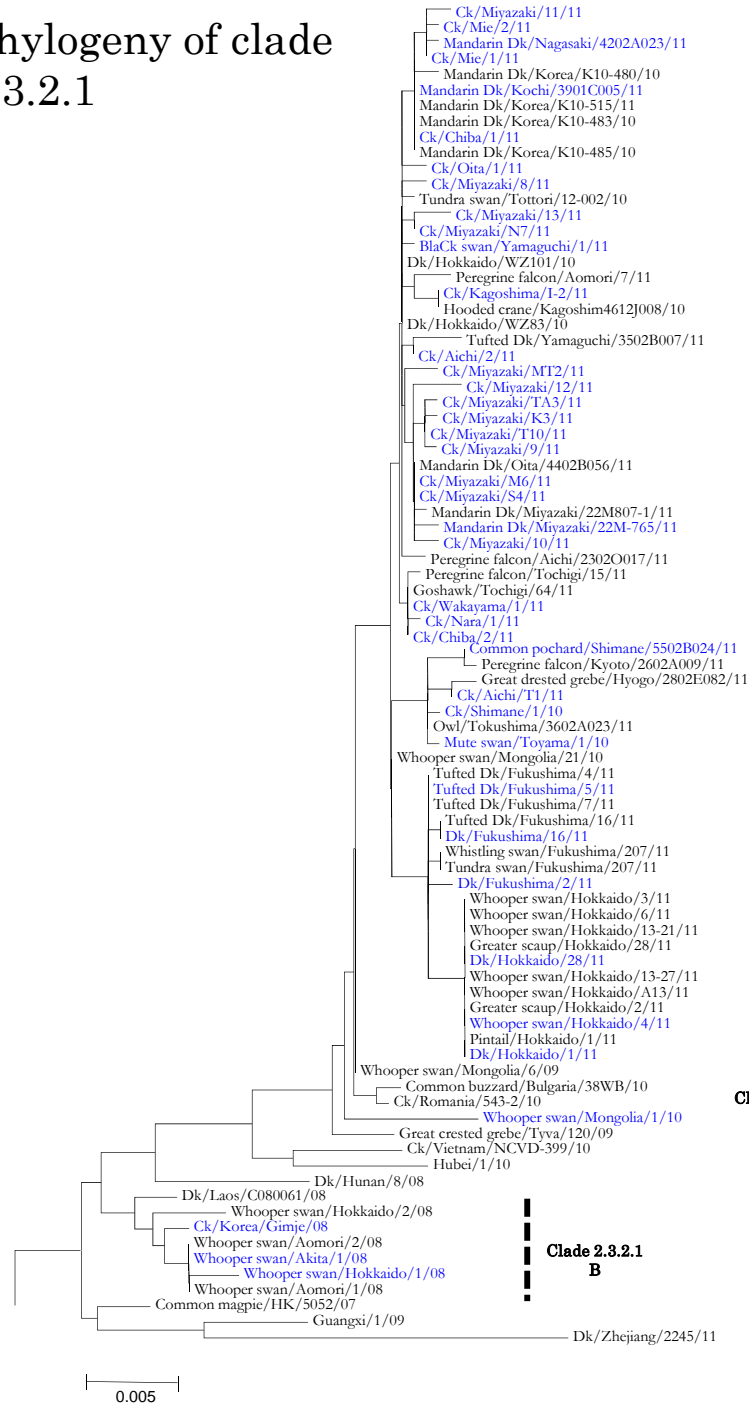 hylogeny of clade
3.2.1
Ck/Miyazaki/11/11
Ck/Mie/2/11
Mandarin Dk/Nagasaki/4202A023/11
Ck/Mie/1/11
Mandarin Dk/Korea/K10-480/10
Mandarin Dk/Kochi/3901C005/11
Mandarin Dk/Korea/K10-515/11
Mandarin Dk/Korea/K10-483/10
Ck/Chiba/1/11
Mandarin Dk/Korea/K10-485/10
Ck/Oita/1/11
Ck/Miyazaki/8/11
Tundra swan/Tottori/12-002/10
Ck/Miyazaki/13/11
Ck/Miyazaki/N7/11
BlaCk swan/Yamaguchi/1/11
Dk/Hokkaido/WZ101/10
Peregrine falcon/Aomori/7/11
Ck/Kagoshima/I-2/11
Hooded crane/Kagoshim4612J008/10
Dk/Hokkaido/WZ83/10
Tufted Dk/Yamaguchi/3502B007/11
Ck/Aichi/2/11
Ck/Miyazaki/MT2/11
Ck/Miyazaki/12/11
Ck/Miyazaki/TA3/11
Ck/Miyazaki/K3/11
Ck/Miyazaki/T10/11
Ck/Miyazaki/9/11
Mandarin Dk/Oita/4402B056/11
Ck/Miyazaki/M6/11
Ck/Miyazaki/S4/11
Mandarin Dk/Miyazaki/22M807-1/11
Mandarin Dk/Miyazaki/22M-765/11
Ck/Miyazaki/10/11
Peregrine falcon/Aichi/2302O017/11
Peregrine falcon/Tochigi/15/11
Goshawk/Tochigi/64/11
Ck/Wakayama/1/11
Ck/Nara/1/11
Ck/Chiba/2/11
Common pochard/Shimane/5502B024/11
Peregrine falcon/Kyoto/2602A009/11
Great drested grebe/Hyogo/2802E082/11
Ck/Aichi/T1/11
Ck/Shimane/1/10
Owl/Tokushima/3602A023/11
Mute swan/Toyama/1/10
Whooper swan/Mongolia/21/10
Tufted Dk/Fukushima/4/11
Tufted Dk/Fukushima/5/11
Tufted Dk/Fukushima/7/11
Tufted Dk/Fukushima/16/11
Dk/Fukushima/16/11
Whistling swan/Fukushima/207/11
Tundra swan/Fukushima/207/11
Dk/Fukushima/2/11
Whooper swan/Hokkaido/3/11
Whooper swan/Hokkaido/6/11
Whooper swan/Hokkaido/13-21/11
Greater scaup/Hokkaido/28/11
Dk/Hokkaido/28/11
Whooper swan/Hokkaido/13-27/11
Whooper swan/Hokkaido/A13/11
Greater scaup/Hokkaido/2/11
Whooper swan/Hokkaido/4/11
Pintail/Hokkaido/1/11
Dk/Hokkaido/1/11
Whooper swan/Mongolia/6/09
Common buzzard/Bulgaria/38WB/10
Ck/Romania/543-2/10
Whooper swan/Mongolia/1/10
Great crested grebe/Tyva/120/09
Ck/Vietnam/NCVD-399/10
Hubei/1/10
Dk/Hunan/8/08
Dk/Laos/C080061/08
Whooper swan/Hokkaido/2/08
Ck/Korea/Gimje/08
Whooper swan/Aomori/2/08
Whooper swan/Akita/1/08
Whooper swan/Hokkaido/1/08
Whooper swan/Aomori/1/08
Clade 2.3.2.1
B
Common magpie/HK/5052/07
Guangxi/1/09
Dk/Zhejiang/2245/11
0.005